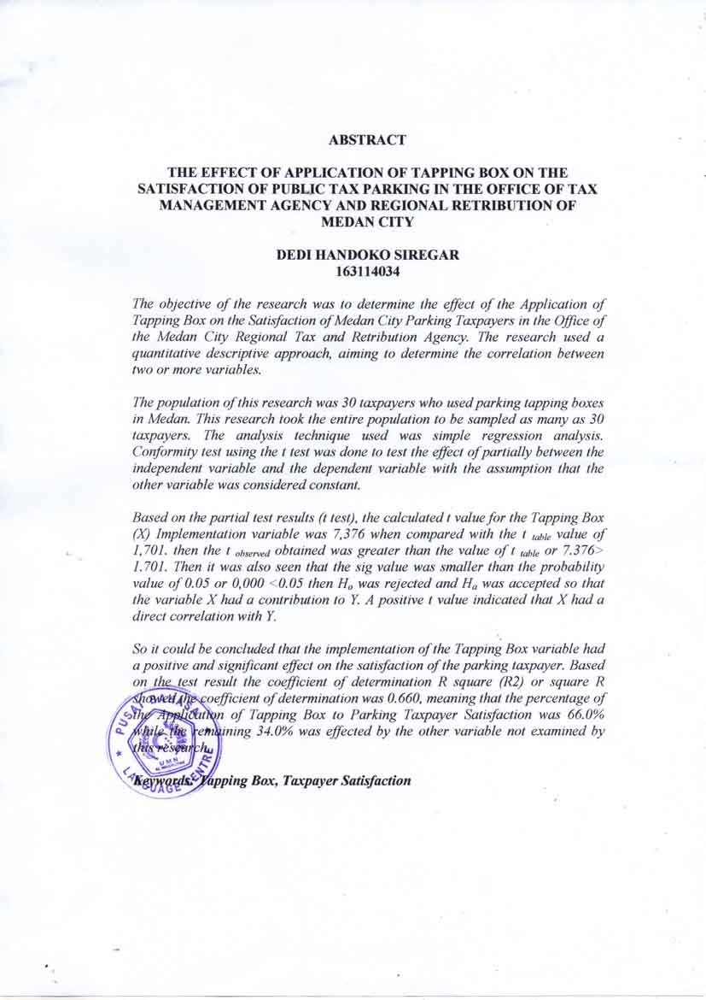 ABSTRACT
THE EFFECT OF APPLICATION OF TAPPING BOX ON THE
SATISFACTION OF PUBLIC TAX PARKING IN THE OFFICE OF TAX
MANAGEMENT AGENCY AND REGIONAL RETRIBUTION OF
MEDAN CITY
DEDI HANDOKO SIREGAR
163114034
The objective of the research was to determine the effect of the Application of
Tapping Box on the Satisfaction of Medan City Parking Taxpayers in the Office of
the Medan City Regional Tax and Retribution Agency. The research used a
quantitative descriptive approach, aiming to determine the correlation between
two or more variables.
The population of this research was 30 taxpayers who used parking tapping boxes
in Medan. This research took the entire population to be sampled as many as 30
taxpayers. The analysis technique used was simple regression analysis.
Conformity test using the t test was done to test the effect of partially between the
independent variable and the dependent variable with the assumption that the
other variable was considered constant.
Based on the partial test results (t test), the calculated t value for the Tapping Box
(X) Implementation variable was 7,376 when compared with the t table value of
1,701. then the t observed obtained was greater than the value of t table or 7.376>
1.701. Then it was also seen that the sig value was smaller than the probability
value of 0.05 or 0,000 <0.05 then Ho was rejected and Ha was accepted so that
the variable X had a contribution to Y. A positive t value indicated that X had a
direct correlation with Y.
So it could be concluded that the implementation of the Tapping Box variable had
a positive and significant effect on the satisfaction of the parking taxpayer. Based
on the test result the coefficient of determination R square (R2) or square R
showed the coefficient of determination was 0.660, meaning that the percentage of
the Application of Tapping Box to Parking Taxpayer Satisfaction was 66.0%
while the remaining 34.0% was effected by the other variable not examined by
this research.
Keywords: Tapping Box, Taxpayer Satisfaction
PUSAT BAHASA
UMN
LANGUAGE CENTRE